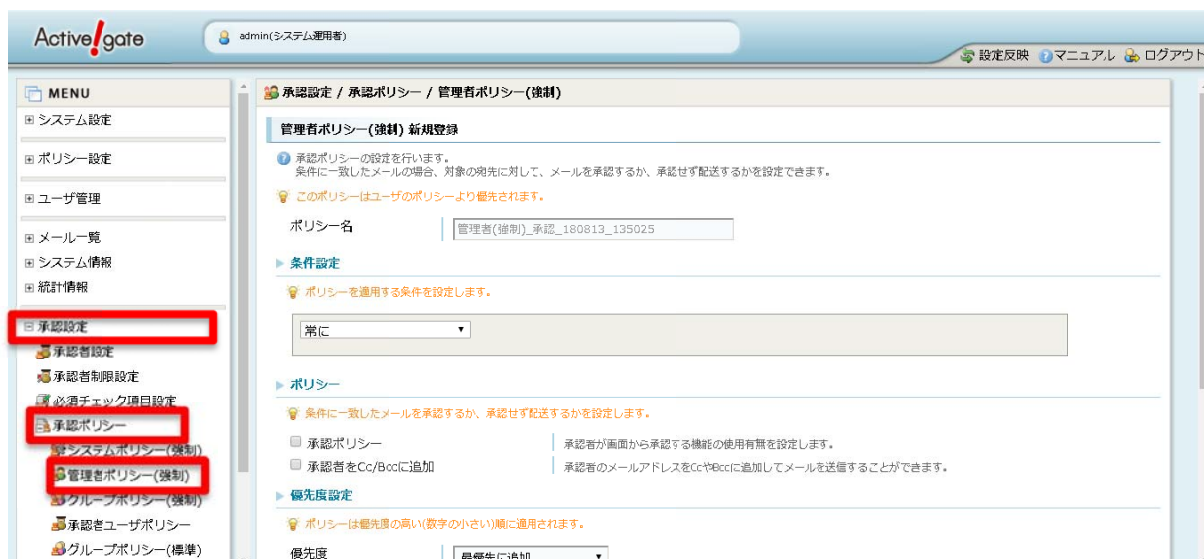 Active!gate
admin(システム運用者)
設定反映 マニュアル ログアウト
MENU
システム設定
ポリシー設定
ユーザ管理
メール一覧
システム情報
統計情報
承認設定
承認者設定
承認者制限設定
必須チェック項目設定
承認ポリシー
システムポリシー(強制)
管理者ポリシー(強制)
グループポリシー(強制)
承認者ユーザポリシー
グループポリシー(標準)
承認設定 / 承認ポリシー / 管理者ポリシー(強制)
管理者ポリシー(強制) 新規登録
承認ポリシーの設定を行います。
条件に一致したメールの場合、対象の宛先に対して、メールを承認するか、承認せず配送するかを設定できます。
このポリシーはユーザのポリシーより優先されます。
ポリシー名 管理者(強制)_承認_180813_135025
条件設定
ポリシーを適用する条件を設定します。
常に
ポリシー
条件に一致したメールを承認するか、承認せず配送するかを設定します。
承認ポリシー 承認者が画面から承認する機能の使用有無を設定します。
承認者をCc/Bccに追加 承認者のメールアドレスをCcやBccに追加してメールを送信することができます。
優先度設定
ポリシーは優先度の高い(数字の小さい)順に適用されます。
優先度 最優先に追加